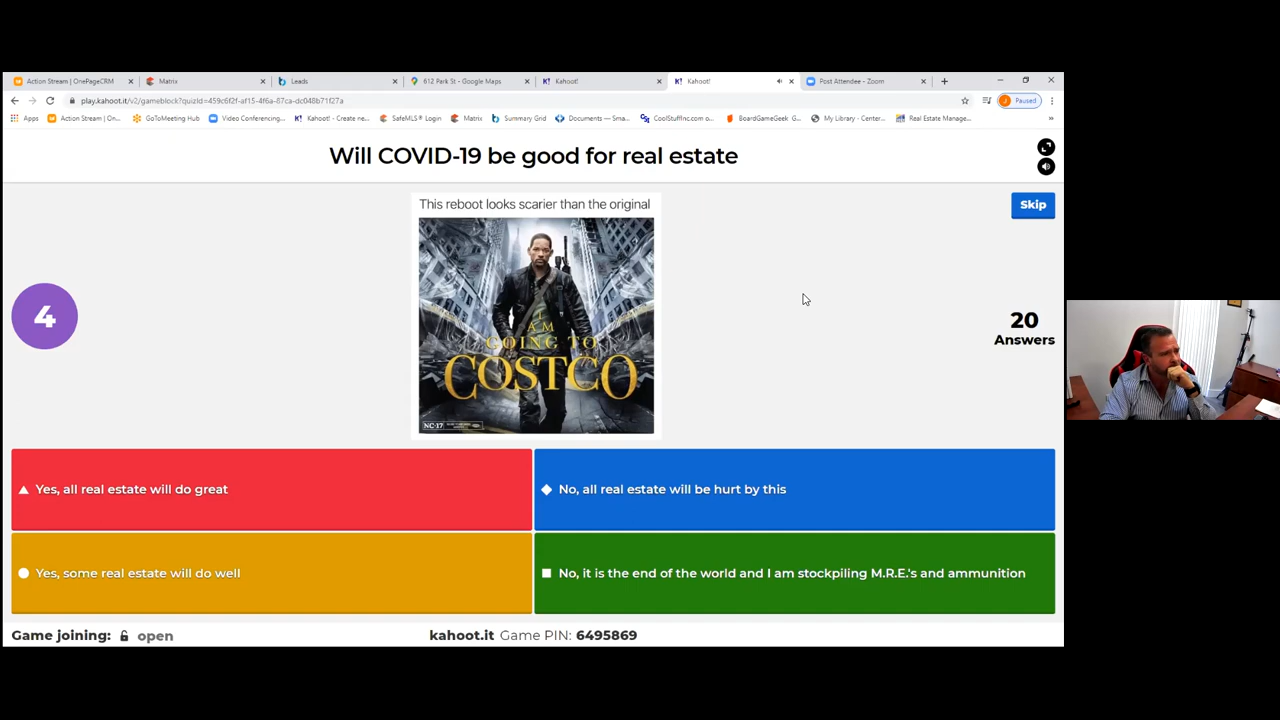 Action Stream | OnePageCRM
Matrix
Leads
612 Park St - Google Maps
Kahoot!
Kahoot!
Post Attendee - Zoom
play.kahoot.it/v2/gameblock?quizId=459c6f2f-af15-4f6a-87ca-dc048b71f27a
Paused
Apps
Action Stream | On...
GoToMeeting Hub
Video Conferencing...
Kahoot! - Create ne...
SafeMLS® Login
Matrix
Summary Grid
Documents — Sma...
CoolStuffInc.com o...
BoardGameGeek G...
My Library - Center...
Real Estate Manage...
Will COVID-19 be good for real estate
This reboot looks scarier than the original
Skip
4
I
AM
GOING TO
COSTCO
NC-17
20
Answers
Yes, all real estate will do great
No, all real estate will be hurt by this
Yes, some real estate will do well
No, it is the end of the world and I am stockpiling M.R.E.'s and ammunition
Game joining: open
kahoot.it Game PIN: 6495869